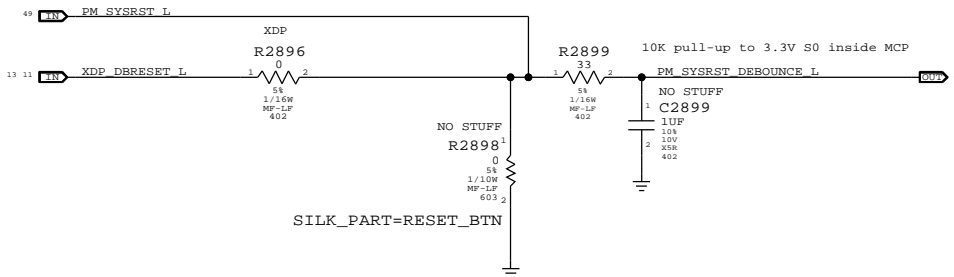 49 IN PM_SYSRST_L
XDP
R2896
0
1 2
5%
1/16W
MF-LF
402
13 11 IN XDP_DBRESET_L
R2899
33
1 2
5%
1/16W
MF-LF
402
10K pull-up to 3.3V S0 inside MCP
PM_SYSRST_DEBOUNCE_L OUT
NO STUFF
C2899
1
1UF
10%
10V
2
X5R
402
NO STUFF
R2898
1
0
5%
1/10W
MF-LF
603
2
SILK_PART=RESET_BTN